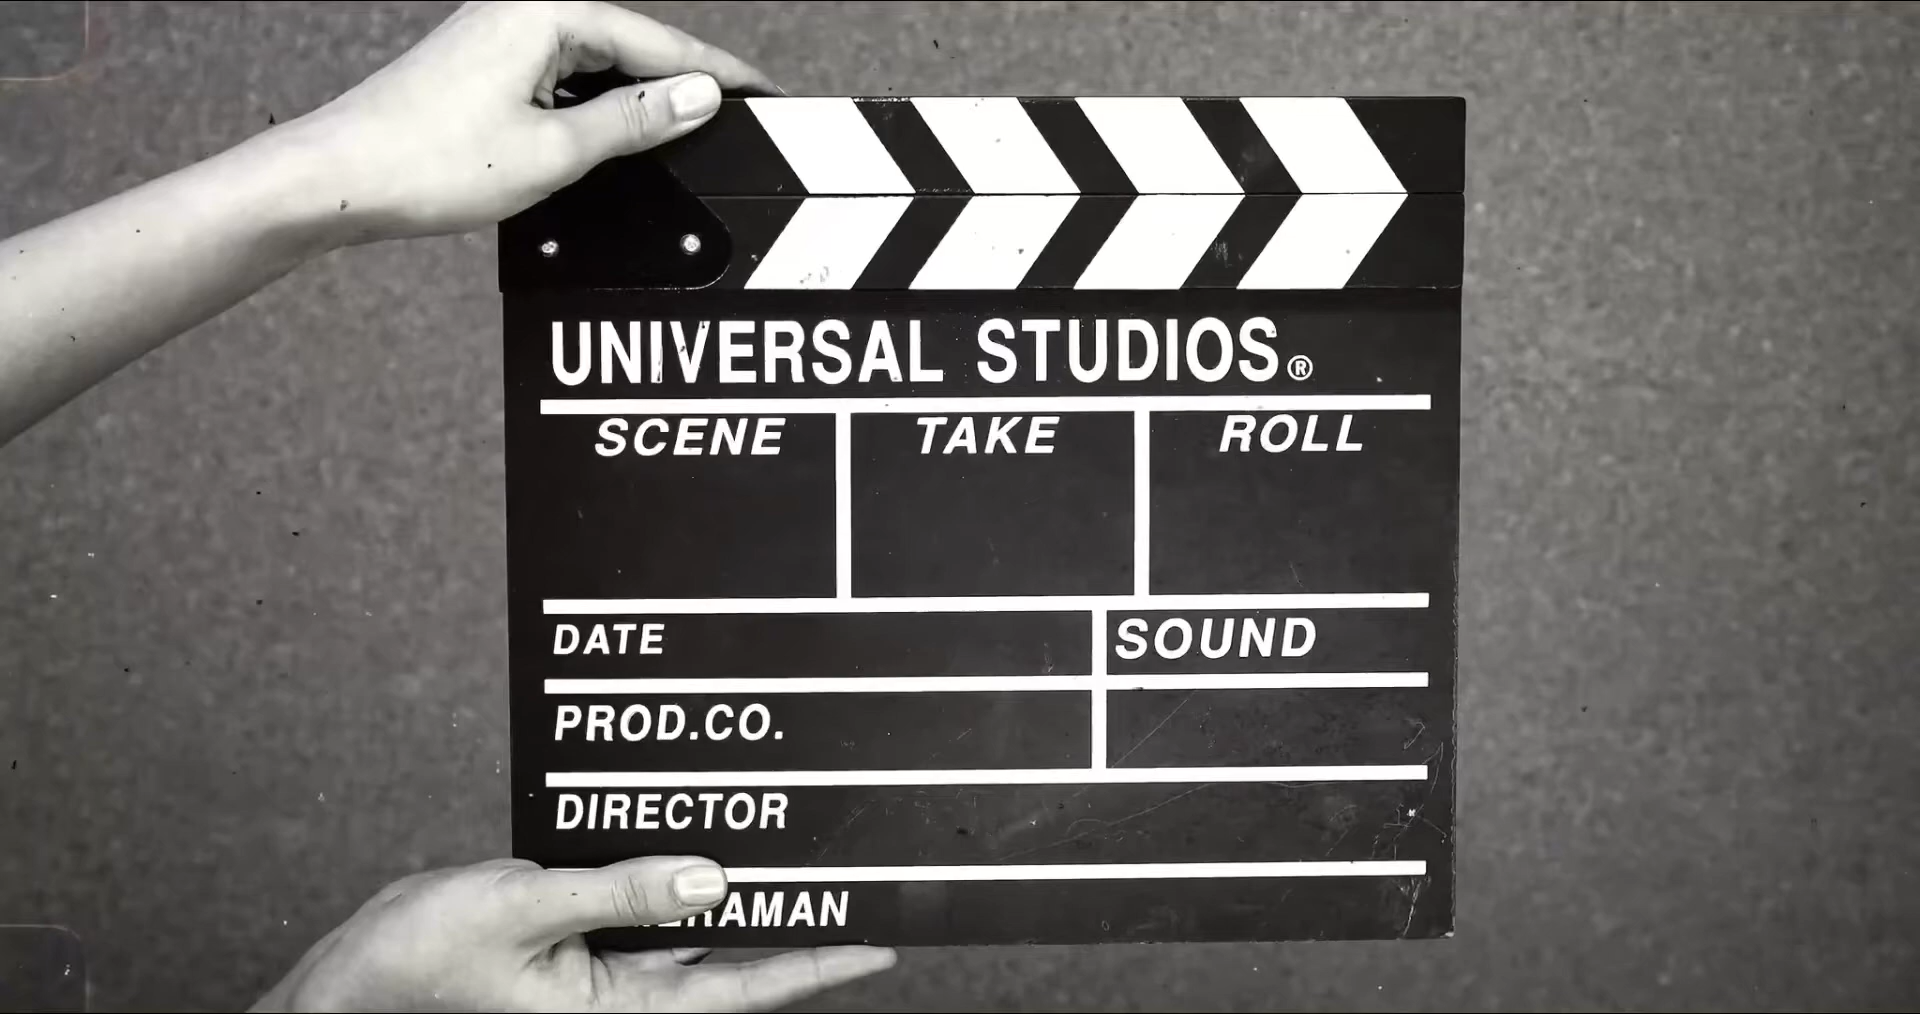 UNIVERSAL STUDIOS®
SCENE TAKE ROLL
DATE SOUND
PROD.CO.
DIRECTOR